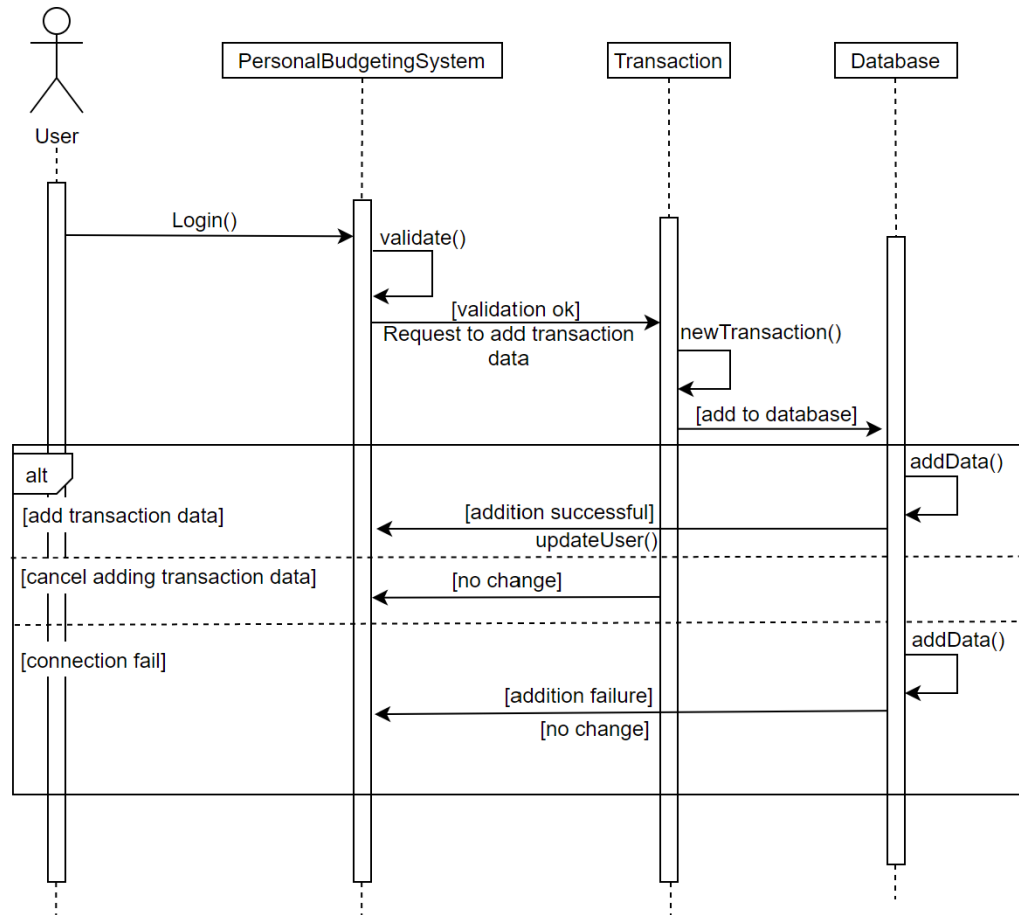 PersonalBudgetingSystem
Transaction
Database
User
Login()
validate()
[validation ok]
Request to add transaction
data
newTransaction()
[add to database]
alt
addData()
[add transaction data]
[addition successful]
updateUser()
[cancel adding transaction data]
[no change]
addData()
[connection fail]
[addition failure]
[no change]